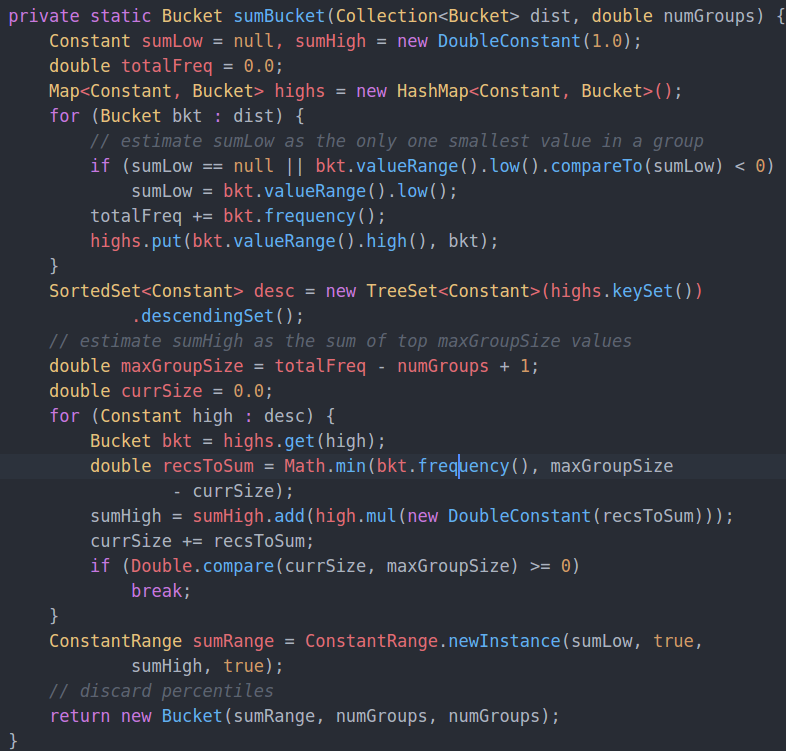 private static Bucket sumBucket(Collection<Bucket> dist, double numGroups) {
    Constant sumLow = null, sumHigh = new DoubleConstant(1.0);
    double totalFreq = 0.0;
    Map<Constant, Bucket> highs = new HashMap<Constant, Bucket>();
    for (Bucket bkt : dist) {
        // estimate sumLow as the only one smallest value in a group
        if (sumLow == null || bkt.valueRange().low().compareTo(sumLow) < 0)
            sumLow = bkt.valueRange().low();
        totalFreq += bkt.frequency();
        highs.put(bkt.valueRange().high(), bkt);
    }
    SortedSet<Constant> desc = new TreeSet<Constant>(highs.keySet())
            .descendingSet();
    // estimate sumHigh as the sum of top maxGroupSize values
    double maxGroupSize = totalFreq - numGroups + 1;
    double currSize = 0.0;
    for (Constant high : desc) {
        Bucket bkt = highs.get(high);
        double recsToSum = Math.min(bkt.frequency(), maxGroupSize
                - currSize);
        sumHigh = sumHigh.add(high.mul(new DoubleConstant(recsToSum)));
        currSize += recsToSum;
        if (Double.compare(currSize, maxGroupSize) >= 0)
            break;
    }
    ConstantRange sumRange = ConstantRange.newInstance(sumLow, true,
            sumHigh, true);
    // discard percentiles
    return new Bucket(sumRange, numGroups, numGroups);
}